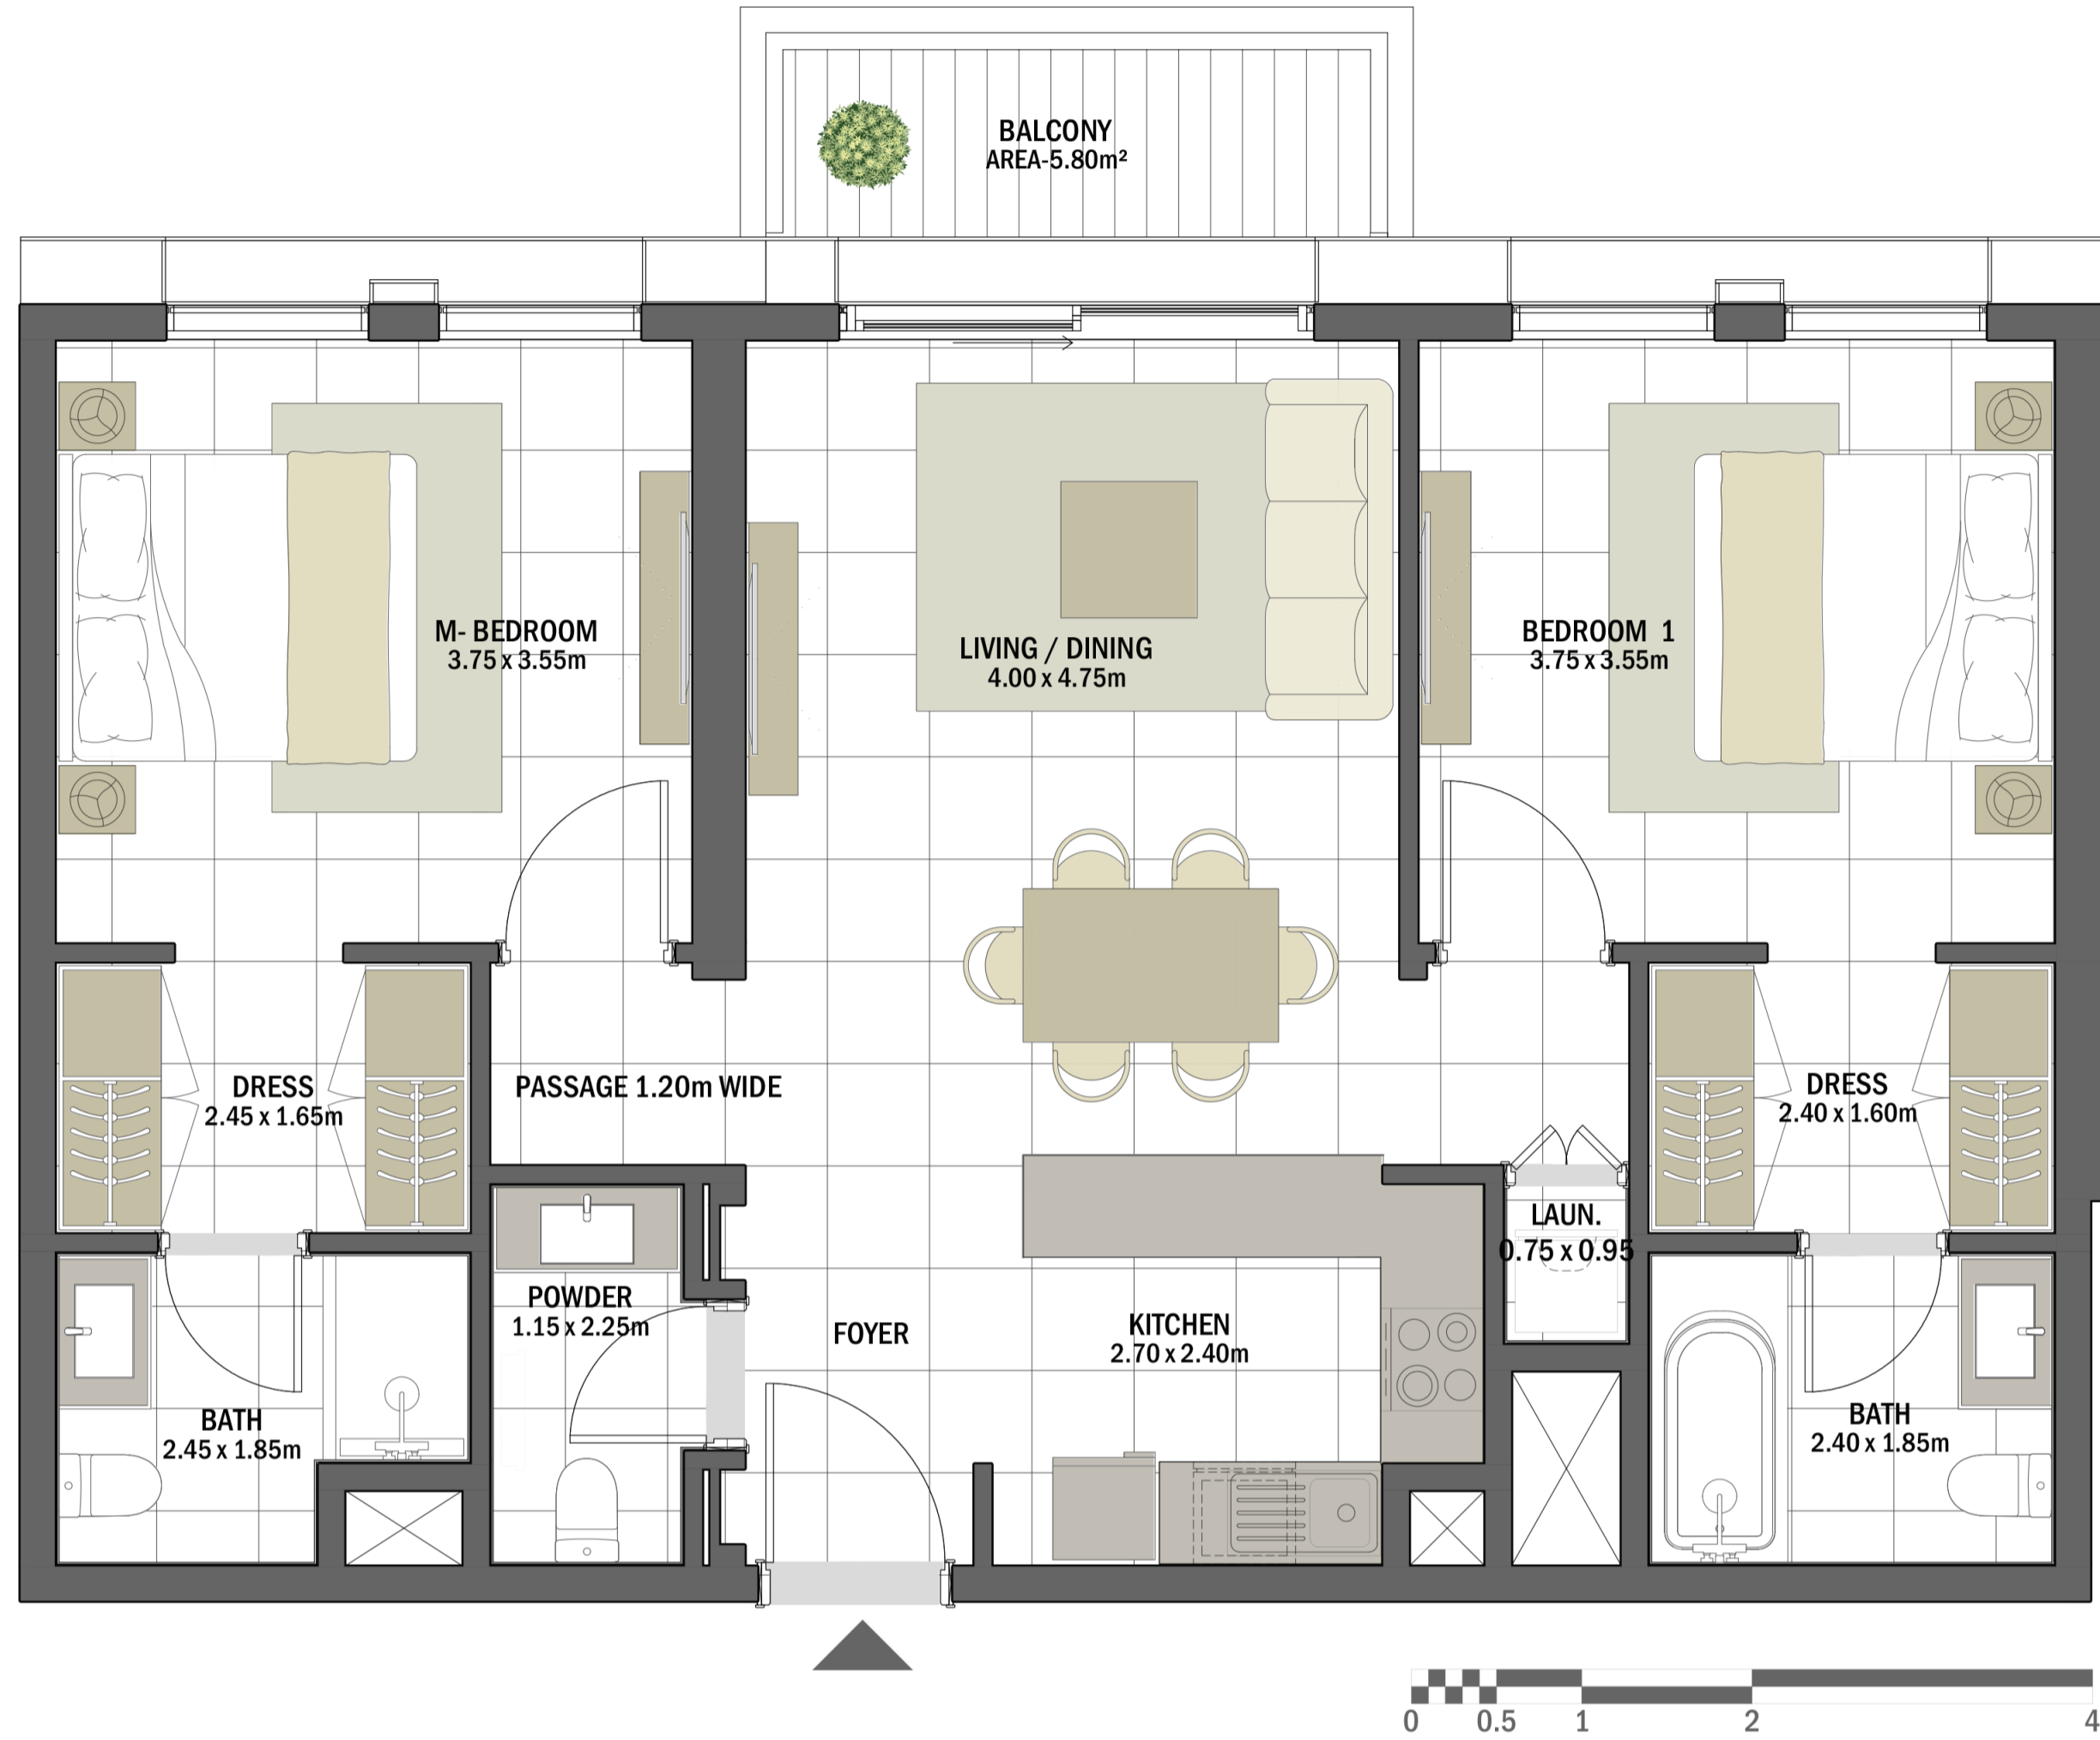 BALCONY
AREA-5.80m²
M- BEDROOM
3.75 x 3.55m
LIVING / DINING
4.00 x 4.75m
BEDROOM 1
3.75 x 3.55m
DRESS
2.45 x 1.65m
PASSAGE 1.20m WIDE
DRESS
2.40 x 1.60m
LAUN.
0.75 x 0.95
POWDER
1.15 x 2.25m
FOYER
KITCHEN
2.70 x 2.40m
BATH
2.45 x 1.85m
BATH
2.40 x 1.85m
0 0.5 1 2 4